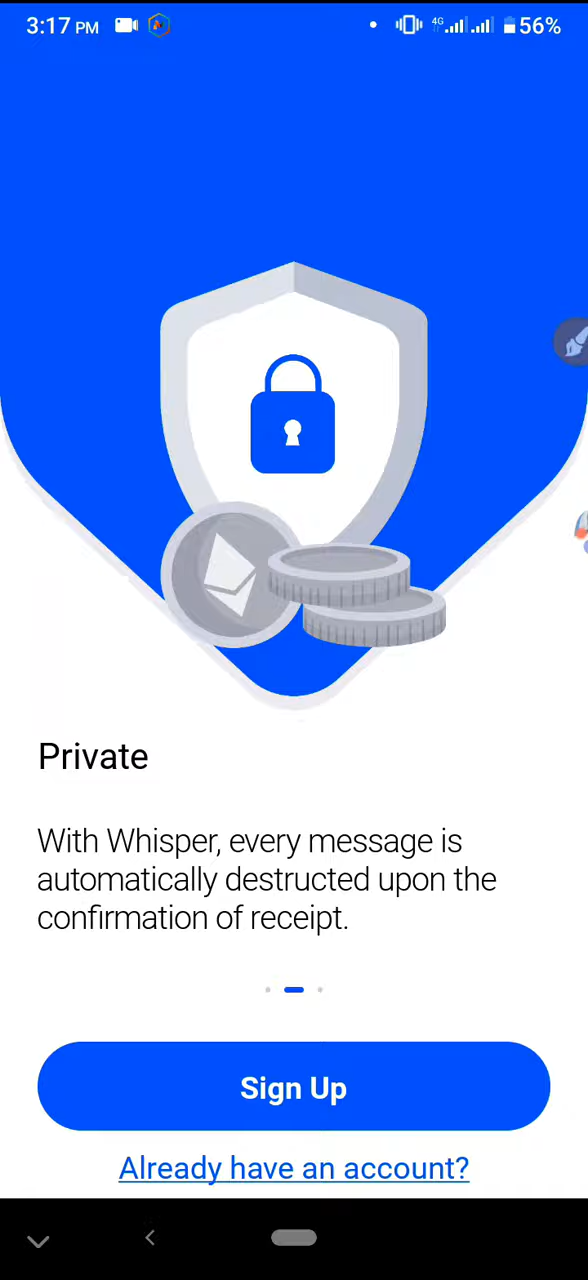 3:17 PM 4G 56%
Private
With Whisper, every message is
automatically destructed upon the
confirmation of receipt.
Sign Up
Already have an account?